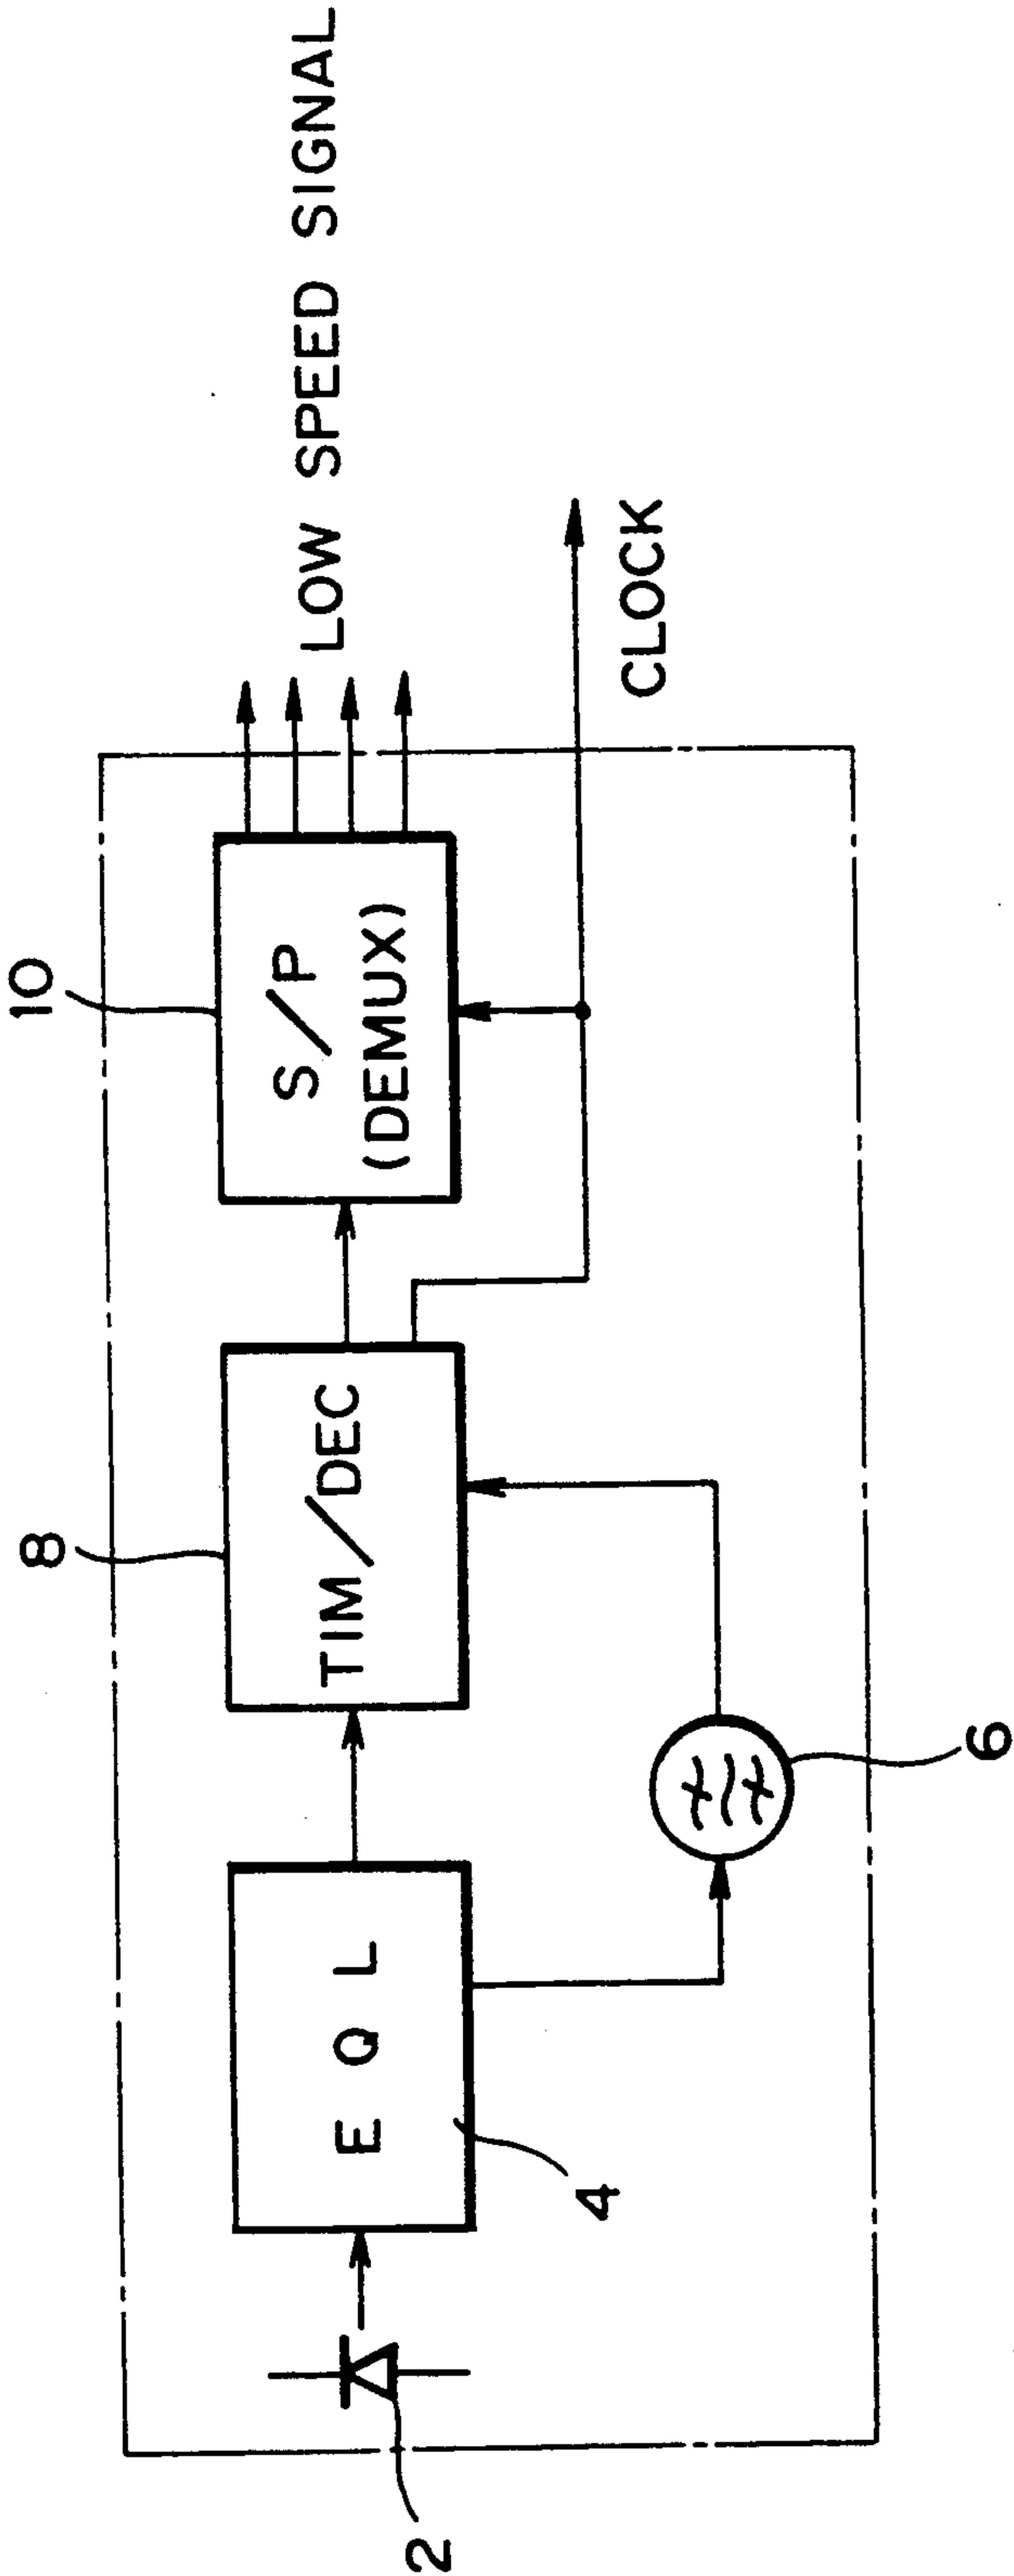 10
8
S/P
(DEMUX)
LOW SPEED SIGNAL
TIM/DEC
E Q L
CLOCK
4
2
6